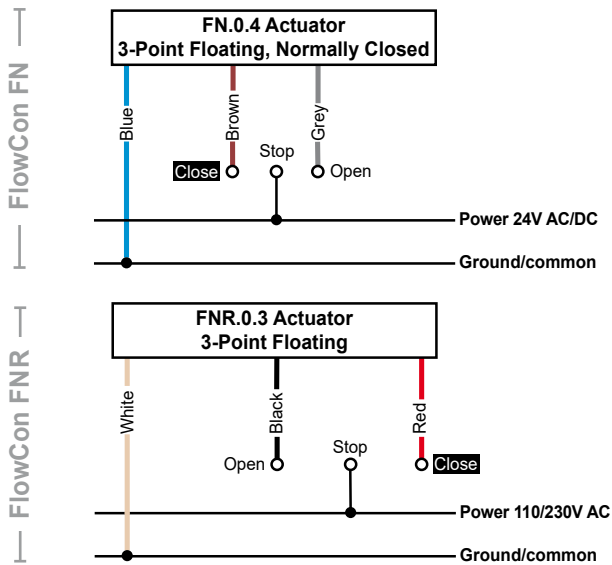 FlowCon FN
FN.0.4 Actuator
3-Point Floating, Normally Closed
Blue
Brown
Grey
Stop
Close
Open
Power 24V AC/DC
Ground/common
FlowCon FNR
FNR.0.3 Actuator
3-Point Floating
White
Black
Red
Stop
Open
Close
Power 110/230V AC
Ground/common